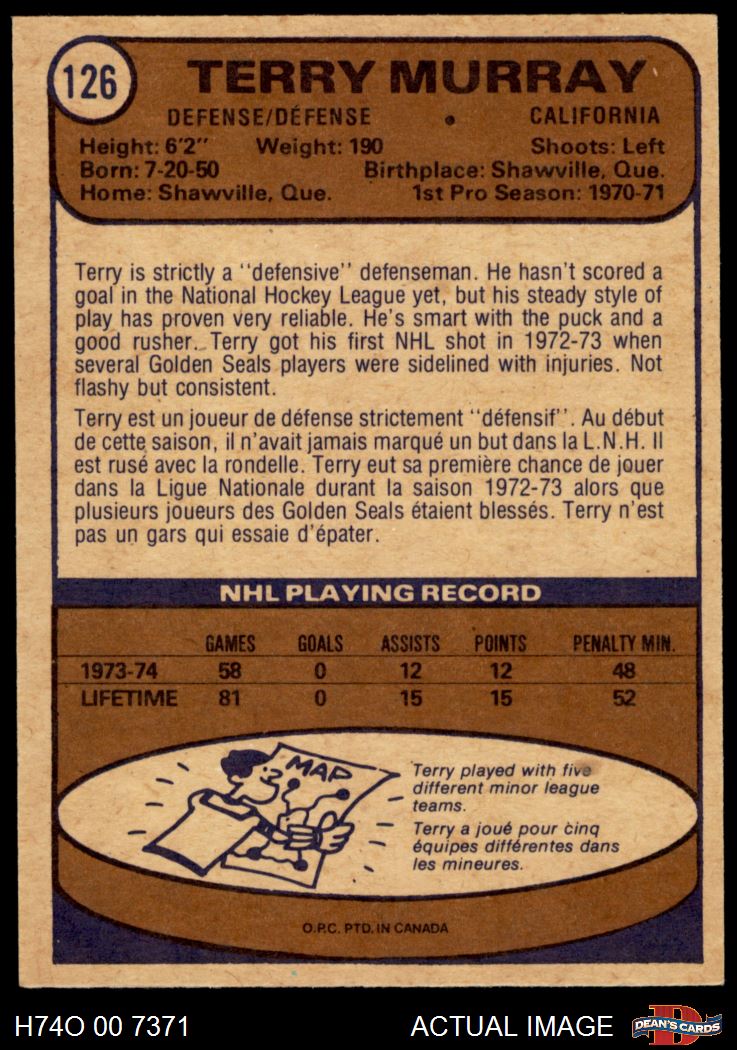 126
TERRY MURRAY
DEFENSE/DÉFENSE • CALIFORNIA
Height: 6'2" Weight: 190 Shoots: Left
Born: 7-20-50 Birthplace: Shawville, Que.
Home: Shawville, Que. 1st Pro Season: 1970-71
Terry is strictly a "defensive" defenseman. He hasn't scored a
goal in the National Hockey League yet, but his steady style of
play has proven very reliable. He's smart with the puck and a
good rusher. Terry got his first NHL shot in 1972-73 when
several Golden Seals players were sidelined with injuries. Not
flashy but consistent.
Terry est un joueur de défense strictement "défensif". Au début
de cette saison, il n'avait jamais marqué un but dans la L.N.H. Il
est rusé avec la rondelle. Terry eut sa première chance de jouer
dans la Ligue Nationale durant la saison 1972-73 alors que
plusieurs joueurs des Golden Seals étaient blessés. Terry n'est
pas un gars qui essaie d'épater.
NHL PLAYING RECORD
GAMES GOALS ASSISTS POINTS PENALTY MIN.
1973-74 58 0 12 12 48
LIFETIME 81 0 15 15 52
MAP
Terry played with five
different minor league
teams.
Terry a joué pour cinq
équipes différentes dans
les mineures.
O.P.C. PTD. IN CANADA
H74O 00 7371 ACTUAL IMAGE DEAN'S CARDS